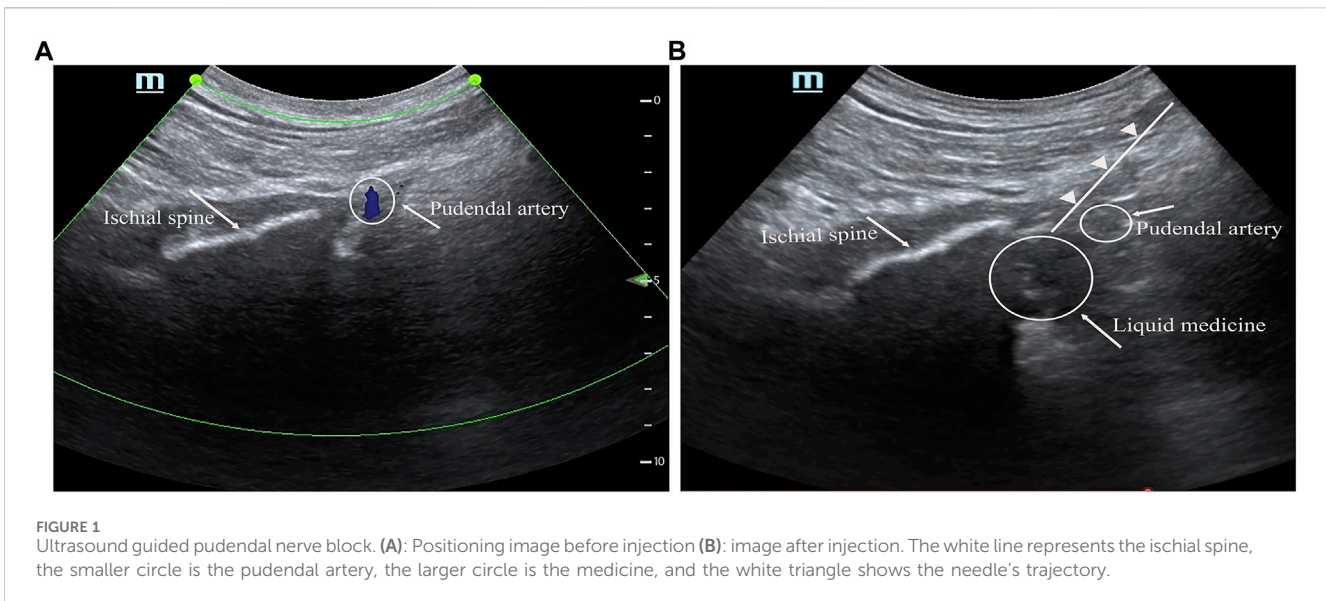 A
B
m
m
0
Ischial spine
Pudendal artery
5
10
Ischial spine
Pudendal artery
Liquid medicine
FIGURE 1
Ultrasound guided pudendal nerve block. (A): Positioning image before injection (B): image after injection. The white line represents the ischial spine,
the smaller circle is the pudendal artery, the larger circle is the medicine, and the white triangle shows the needle's trajectory.